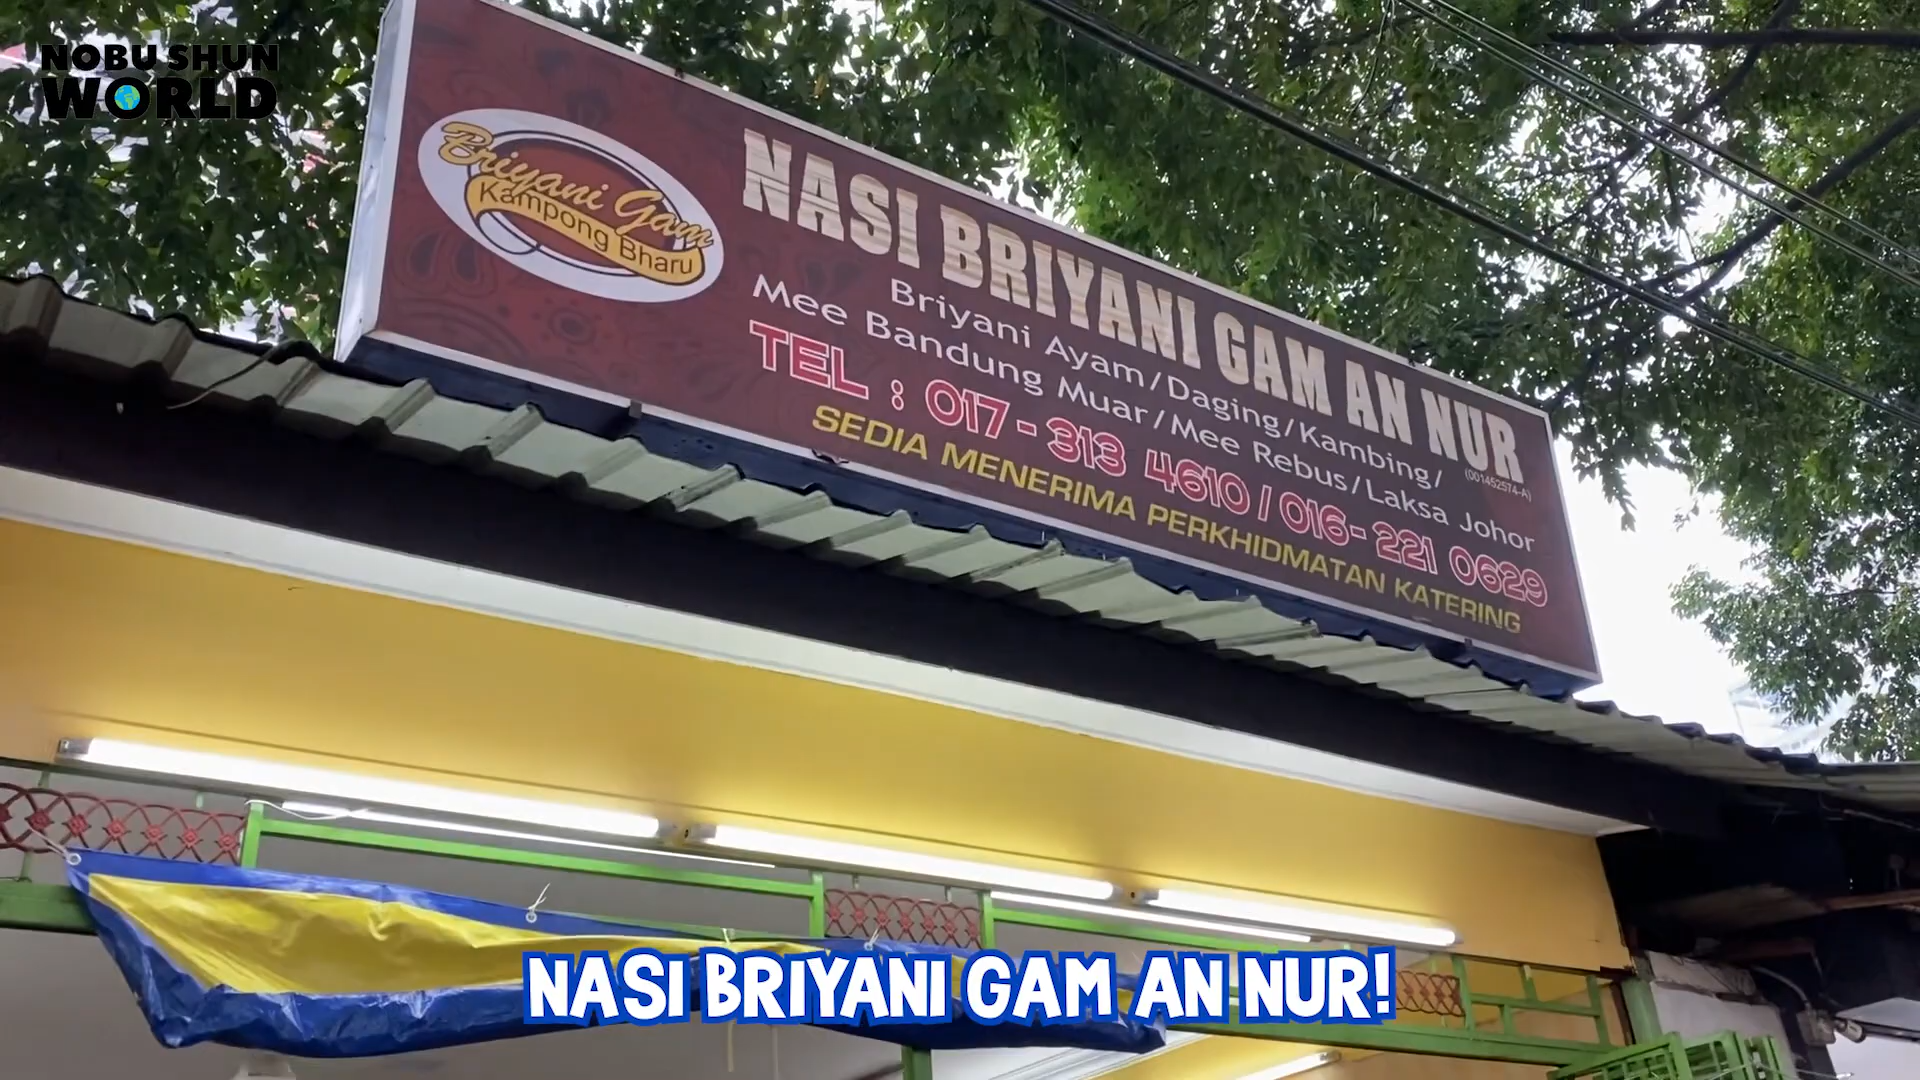 NOBU SHUN
WORLD
Briyani Gam
Kampong Bharu
NASI BRIYANI GAM AN NUR
(001452574-A)
Briyani Ayam/Daging/Kambing/
Mee Bandung Muar/Mee Rebus/Laksa Johor
TEL : 017-313 4610 / 016-221 0629
SEDIA MENERIMA PERKHIDMATAN KATERING
NASI BRIYANI GAM AN NUR!